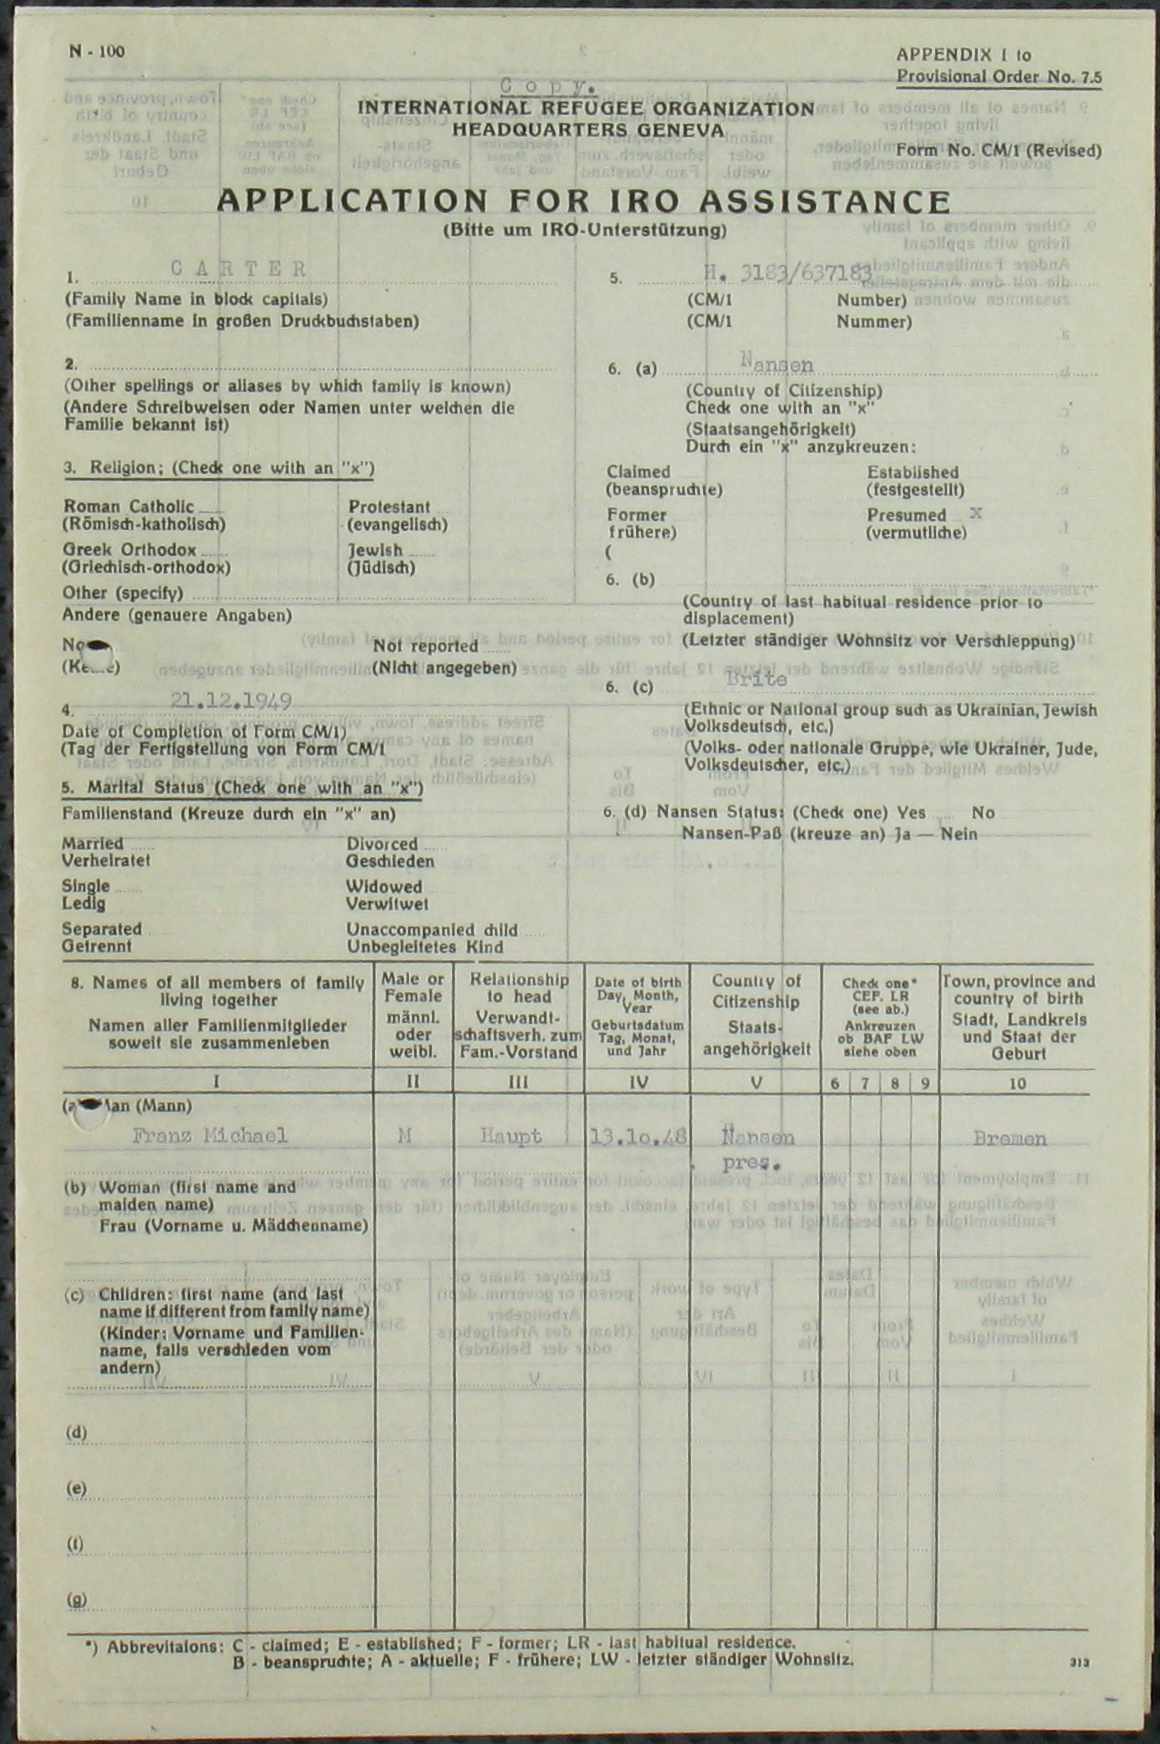 N - 100
APPENDIX I to
Provisional Order No. 7.5
Copy.
INTERNATIONAL REFUGEE ORGANIZATION
HEADQUARTERS GENEVA
Form No. CM/1 (Revised)
APPLICATION FOR IRO ASSISTANCE
(Bitte um IRO-Unterstützung)
1. CARTER
(Family Name in block capitals)
(Familienname in großen Druckbuchstaben)
5. H. 3183/637183
(CM/1 Number)
(CM/1 Nummer)
2.
(Other spellings or aliases by which family is known)
(Andere Schreibweisen oder Namen unter welchen die
Familie bekannt ist)
6. (a) Nansen
(Country of Citizenship)
Check one with an "x"
(Staatsangehörigkeit)
Durch ein "x" anzukreuzen:
3. Religion; (Check one with an "x")
Claimed Established
(beanspruchte) (festgestellt)
Roman Catholic Protestant
(Römisch-katholisch) (evangelisch)
Former Presumed X
frühere) (vermutliche)
(
Greek Orthodox Jewish
(Griechisch-orthodox) (Jüdisch)
Other (specify)
Andere (genauere Angaben)
6. (b)
(Country of last habitual residence prior to
displacement)
(Letzter ständiger Wohnsitz vor Verschleppung)
Not reported
(Nicht angegeben)
4. 21.12.1949
Date of Completion of Form CM/1)
(Tag der Fertigstellung von Form CM/1
6. (c) Brite
(Ethnic or National group such as Ukrainian, Jewish
Volksdeutsch, etc.)
(Volks- oder nationale Gruppe, wie Ukrainer, Jude,
Volksdeutscher, etc.)
5. Marital Status (Check one with an "x")
Familienstand (Kreuze durch ein "x" an)
6. (d) Nansen Status: (Check one) Yes No
Nansen-Paß (kreuze an) Ja — Nein
Married Divorced
Verheiratet Geschieden
Single Widowed
Ledig Verwitwet
Separated Unaccompanied child
Getrennt Unbegleitetes Kind
8. Names of all members of family
living together
Namen aller Familienmitglieder
soweit sie zusammenleben
Male or
Female
männl.
oder
weibl.
Relationship
to head
Verwandt-
schaftsverh. zum
Fam.-Vorstand
Date of birth
Day, Month,
Year
Geburtsdatum
Tag, Monat,
und Jahr
Country of
Citizenship
Staats-
angehörigkeit
Check one*
CEF. LR
(see ab.)
Ankreuzen
ob BAF LW
siehe oben
Town, province and
country of birth
Stadt, Landkreis
und Staat der
Geburt
I II III IV V 6 7 8 9 10
Man (Mann)
Franz Michael M Haupt 13.10.48 Nansen Bremen
pres.
(b) Woman (first name and
maiden name)
Frau (Vorname u. Mädchenname)
(c) Children: first name (and last
name if different from family name)
(Kinder: Vorname und Familien-
name, falls verschieden vom
andern)
(d)
(e)
(f)
(g)
*) Abbrevitaions: C - claimed; E - established; F - former; LR - last habitual residence.
B - beanspruchte; A - aktuelle; F - frühere; LW - letzter ständiger Wohnsitz.
313